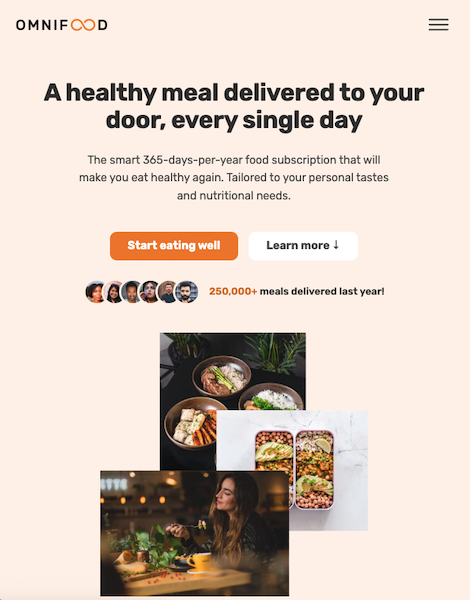 OMNIFOOD
A healthy meal delivered to your
door, every single day
The smart 365-days-per-year food subscription that will
make you eat healthy again. Tailored to your personal tastes
and nutritional needs.
Start eating well Learn more ↓
250,000+ meals delivered last year!